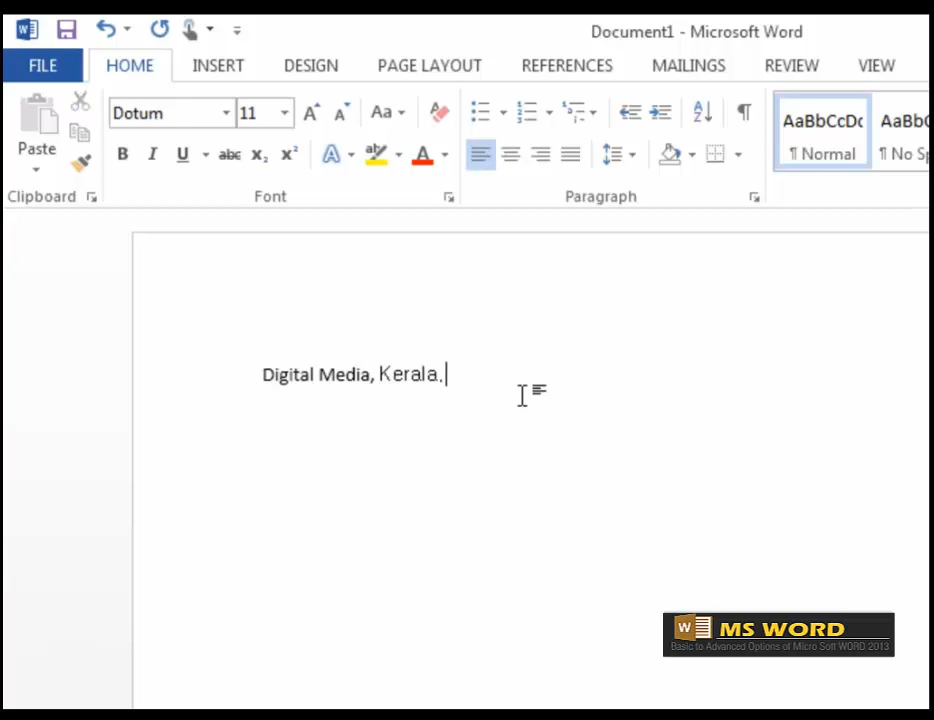 Document1 - Microsoft Word
FILE HOME INSERT DESIGN PAGE LAYOUT REFERENCES MAILINGS REVIEW VIEW
Dotum 11 Aa AaBbCcDc AaBbC
Paste B I U abc X₂ X² A ab A ¶ Normal ¶ No Sp
Clipboard Font Paragraph
Digital Media, Kerala.
MS WORD
Basic to Advanced Options of Micro Soft WORD 2013